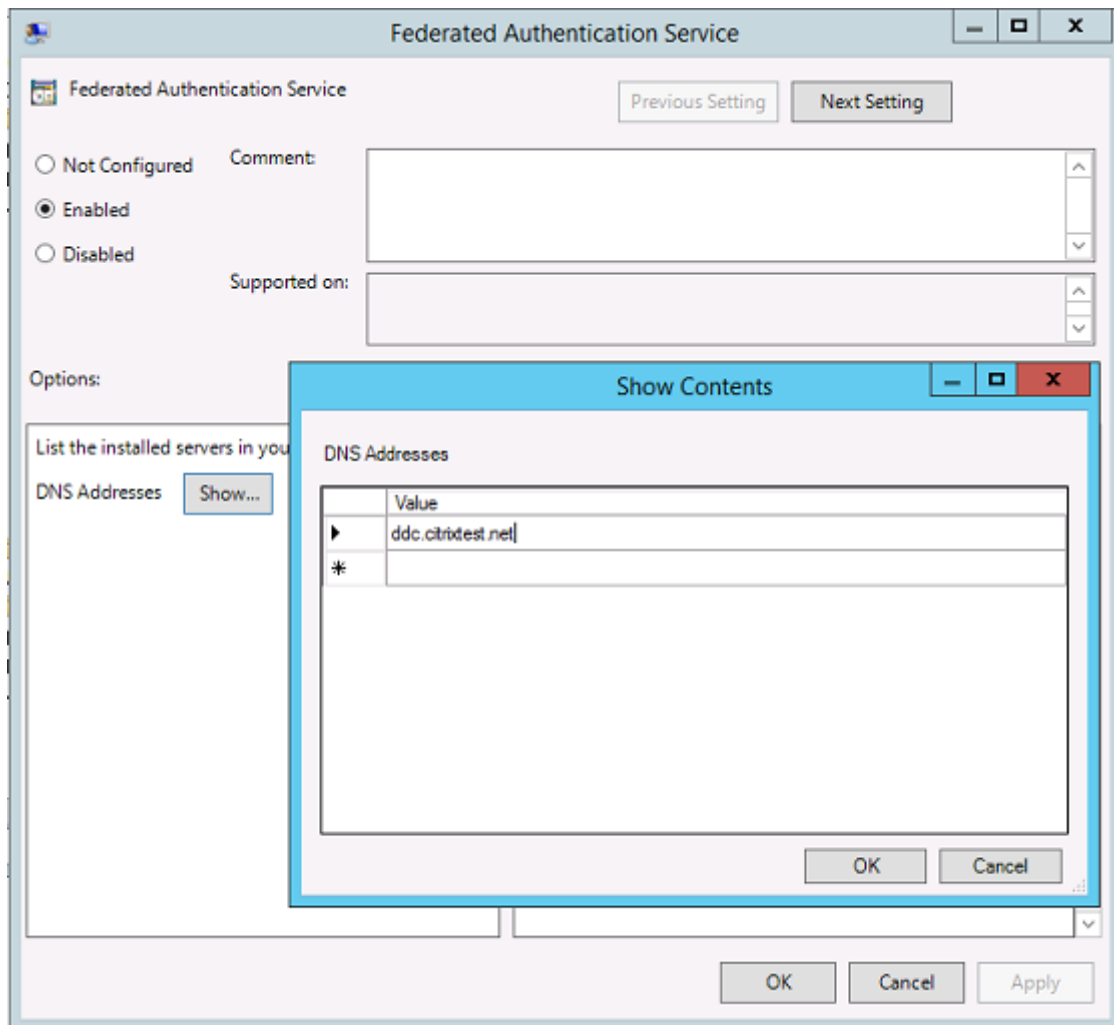 Federated Authentication Service
Federated Authentication Service
Previous Setting
Next Setting
Not Configured
Comment:
Enabled
Disabled
Supported on:
Options:
Show Contents
List the installed servers in you
DNS Addresses
Show...
DNS Addresses
Value
ddc.citrixtest.net
OK
Cancel
OK
Cancel
Apply